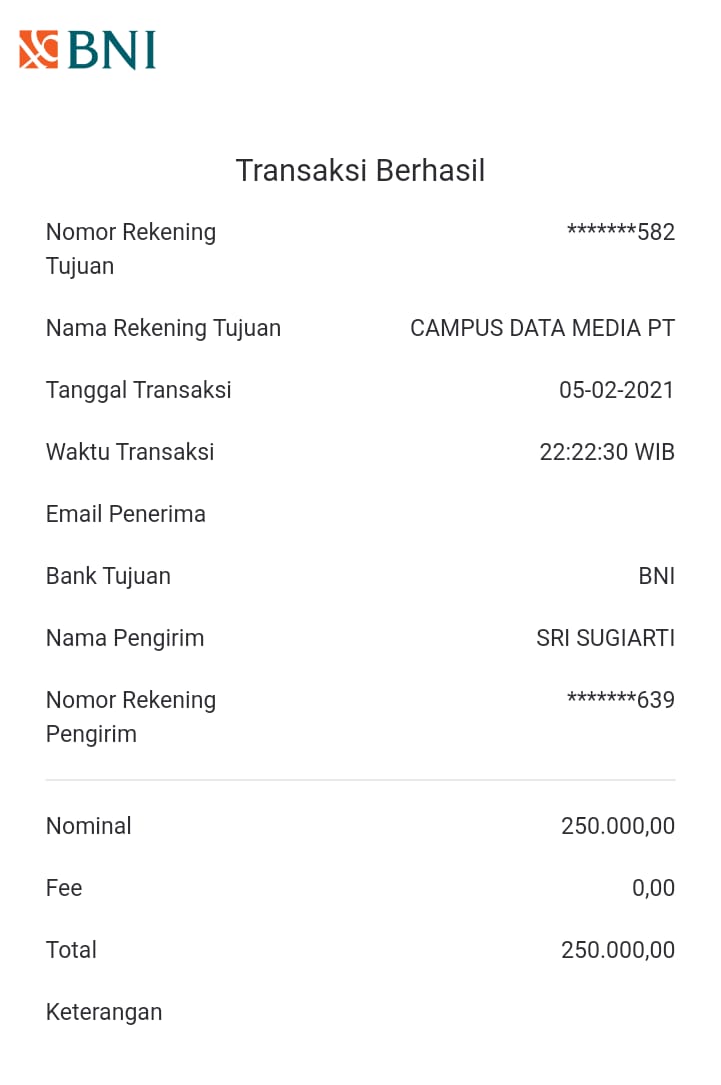 BNI
Transaksi Berhasil
Nomor Rekening Tujuan *******582
Nama Rekening Tujuan CAMPUS DATA MEDIA PT
Tanggal Transaksi 05-02-2021
Waktu Transaksi 22:22:30 WIB
Email Penerima
Bank Tujuan BNI
Nama Pengirim SRI SUGIARTI
Nomor Rekening Pengirim *******639
Nominal 250.000,00
Fee 0,00
Total 250.000,00
Keterangan